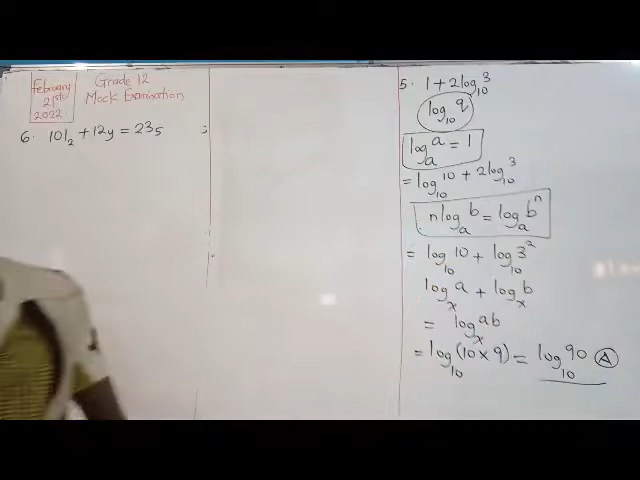 February
21st
2022
Grade 12
Mock Examination
6. 101₂ + 12y = 23₅
5. 1 + 2log₁₀3
log₁₀9
logₐa = 1
= log₁₀10 + 2log₁₀3
nlogₐb = logₐbⁿ
= log₁₀10 + log₁₀3²
logₓa + logₓb
= logₓab
= log₁₀(10 × 9) = log₁₀90 Ⓐ